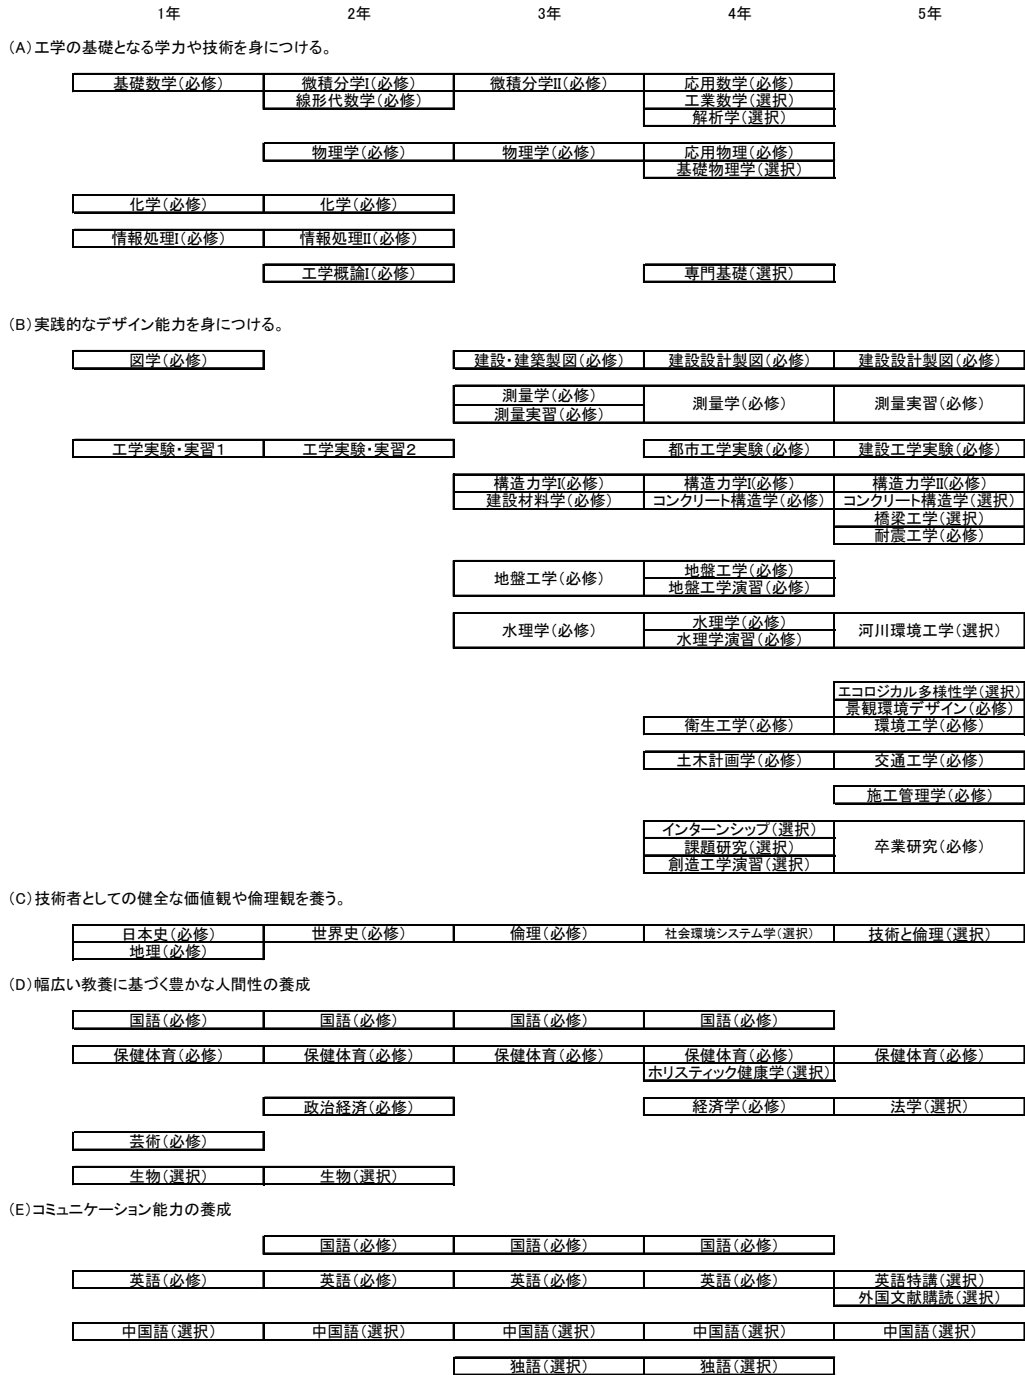 1年 2年 3年 4年 5年
(A)工学の基礎となる学力や技術を身につける。
基礎数学(必修) 微積分学I(必修) 微積分学II(必修) 応用数学(必修)
線形代数学(必修) 工業数学(選択)
解析学(選択)
物理学(必修) 物理学(必修) 応用物理(必修)
基礎物理学(選択)
化学(必修) 化学(必修)
情報処理I(必修) 情報処理II(必修)
工学概論I(必修) 専門基礎(選択)
(B)実践的なデザイン能力を身につける。
図学(必修) 建設・建築製図(必修) 建設設計製図(必修) 建設設計製図(必修)
測量学(必修) 測量学(必修) 測量実習(必修)
測量実習(必修)
工学実験・実習1 工学実験・実習2 都市工学実験(必修) 建設工学実験(必修)
構造力学I(必修) 構造力学I(必修) 構造力学II(必修)
建設材料学(必修) コンクリート構造学(必修) コンクリート構造学(選択)
橋梁工学(選択)
耐震工学(必修)
地盤工学(必修) 地盤工学(必修)
地盤工学演習(必修)
水理学(必修) 水理学(必修) 河川環境工学(選択)
水理学演習(必修)
エコロジカル多様性学(選択)
景観環境デザイン(必修)
衛生工学(必修) 環境工学(必修)
土木計画学(必修) 交通工学(必修)
施工管理学(必修)
インターンシップ(選択) 卒業研究(必修)
課題研究(選択)
創造工学演習(選択)
(C)技術者としての健全な価値観や倫理観を養う。
日本史(必修) 世界史(必修) 倫理(必修) 社会環境システム学(選択) 技術と倫理(選択)
地理(必修)
(D)幅広い教養に基づく豊かな人間性の養成
国語(必修) 国語(必修) 国語(必修) 国語(必修)
保健体育(必修) 保健体育(必修) 保健体育(必修) 保健体育(必修) 保健体育(必修)
ホリスティック健康学(選択)
政治経済(必修) 経済学(必修) 法学(選択)
芸術(必修)
生物(選択) 生物(選択)
(E)コミュニケーション能力の養成
国語(必修) 国語(必修) 国語(必修)
英語(必修) 英語(必修) 英語(必修) 英語(必修) 英語特講(選択)
外国文献購読(選択)
中国語(選択) 中国語(選択) 中国語(選択) 中国語(選択) 中国語(選択)
独語(選択) 独語(選択)